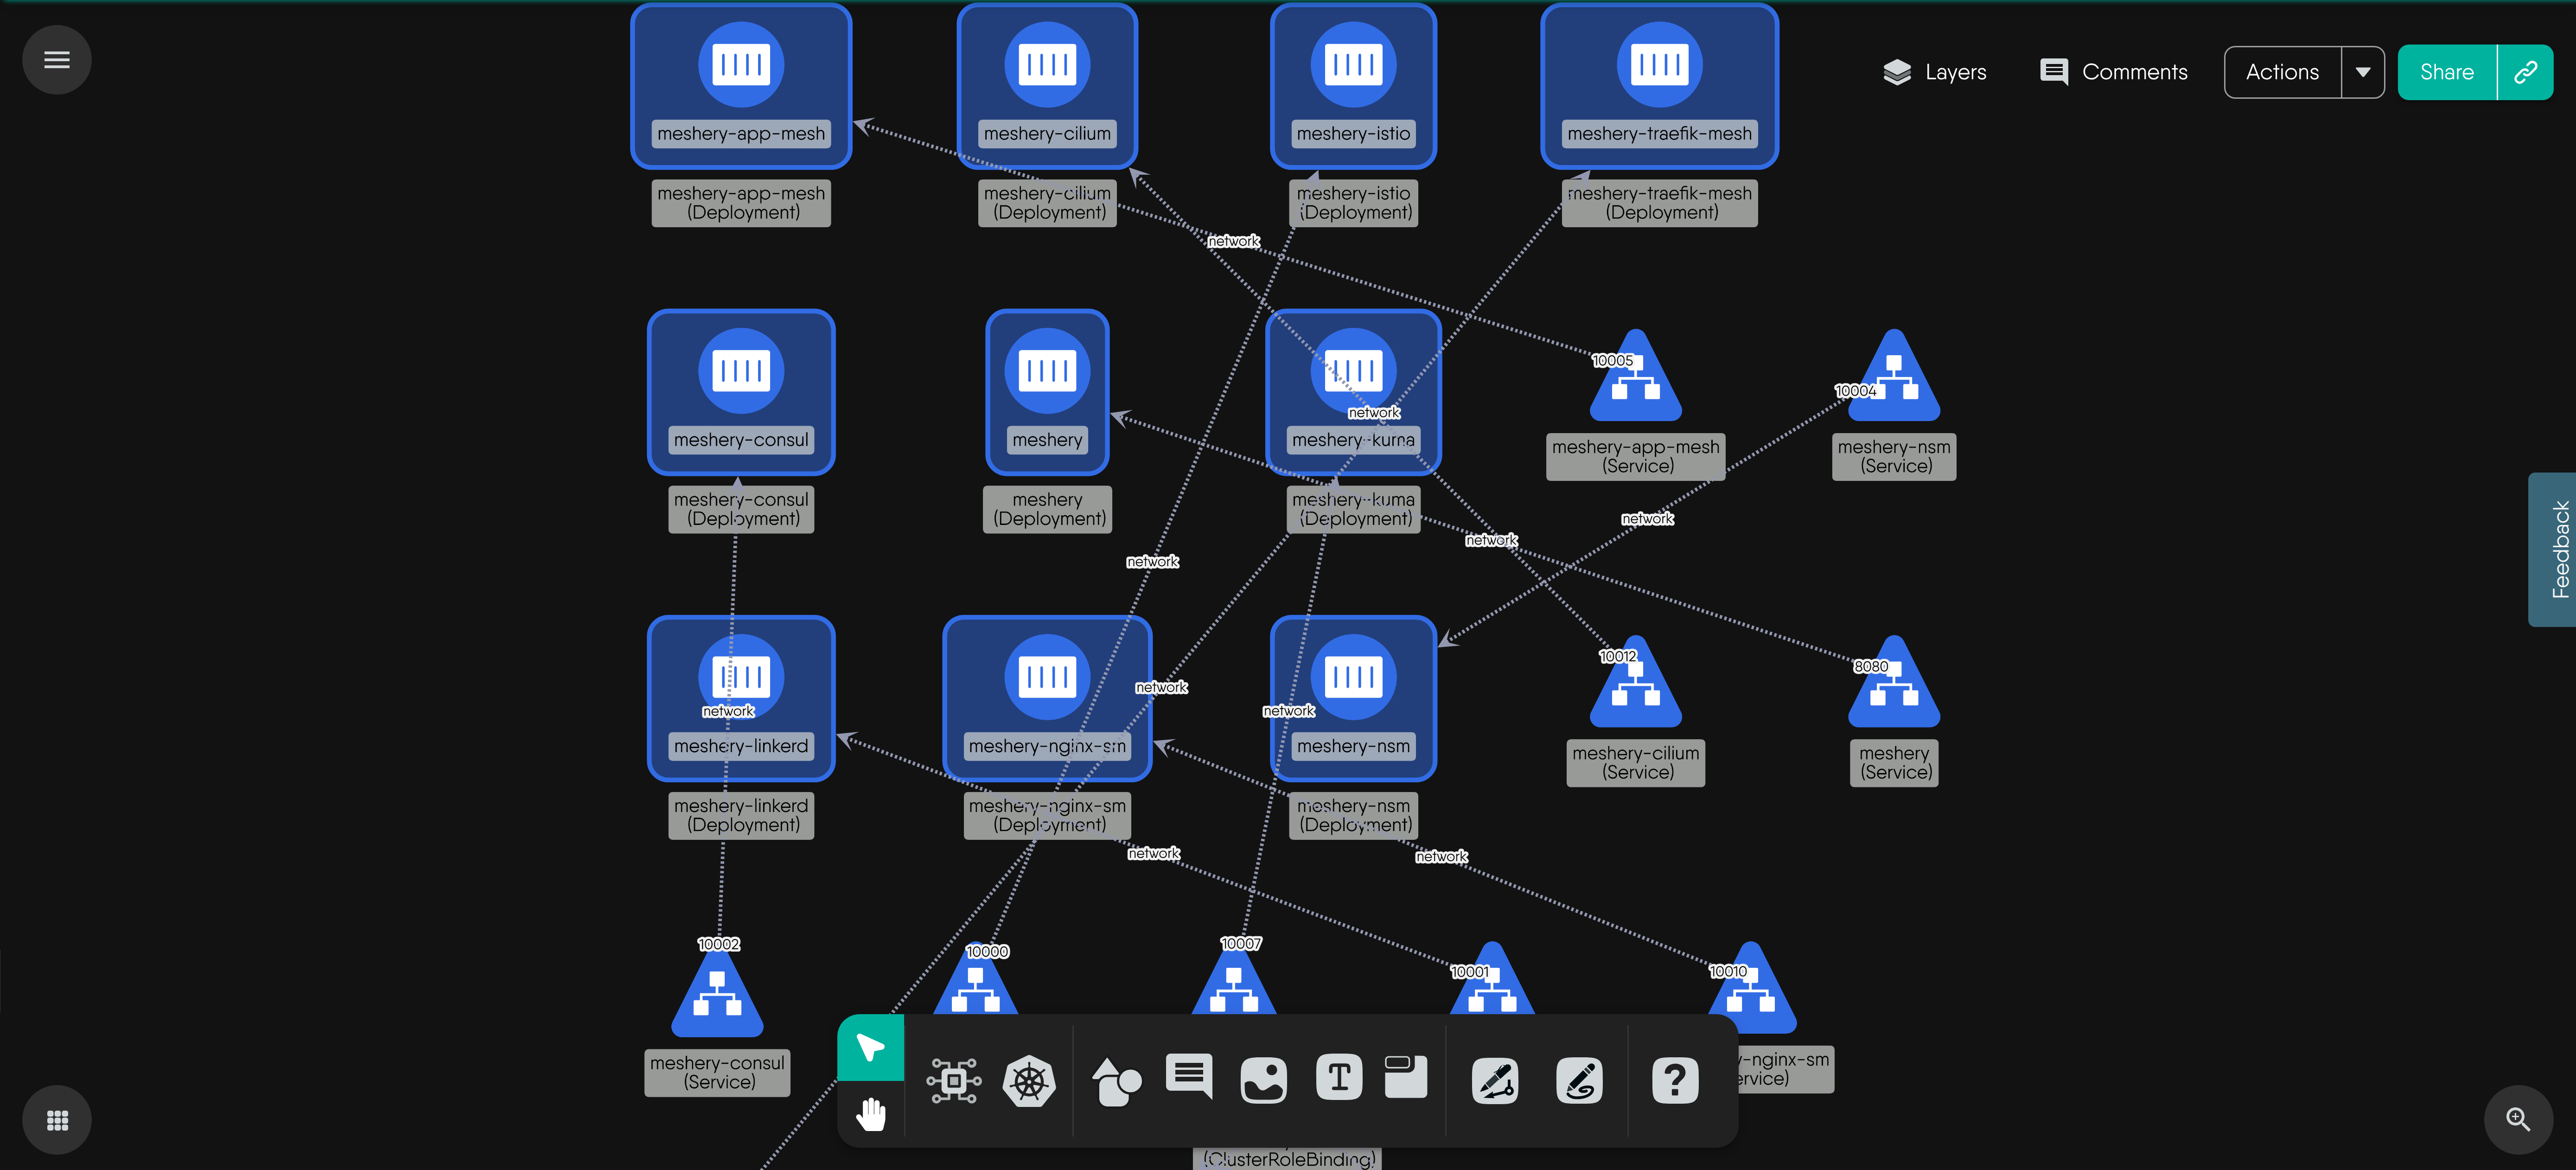 meshery-app-mesh
meshery-cilium
meshery-istio
meshery-traefik-mesh
Layers
Comments
Actions
Share
meshery-app-mesh
(Deployment)
meshery-cilium
(Deployment)
meshery-istio
(Deployment)
meshery-traefik-mesh
(Deployment)
network
meshery-consul
meshery
meshery-kuma
network
10005
10004
meshery-app-mesh
(Service)
meshery-nsm
(Service)
meshery-consul
(Deployment)
meshery
(Deployment)
meshery-kuma
(Deployment)
network
network
network
Feedback
meshery-linkerd
meshery-nginx-sm
meshery-nsm
network
network
network
10012
8080
meshery-cilium
(Service)
meshery
(Service)
meshery-linkerd
(Deployment)
meshery-nginx-sm
(Deployment)
meshery-nsm
(Deployment)
network
network
10002
10000
10007
10001
10010
meshery-consul
(Service)
y-nginx-sm
ervice)
T
?
(ClusterRoleBinding)